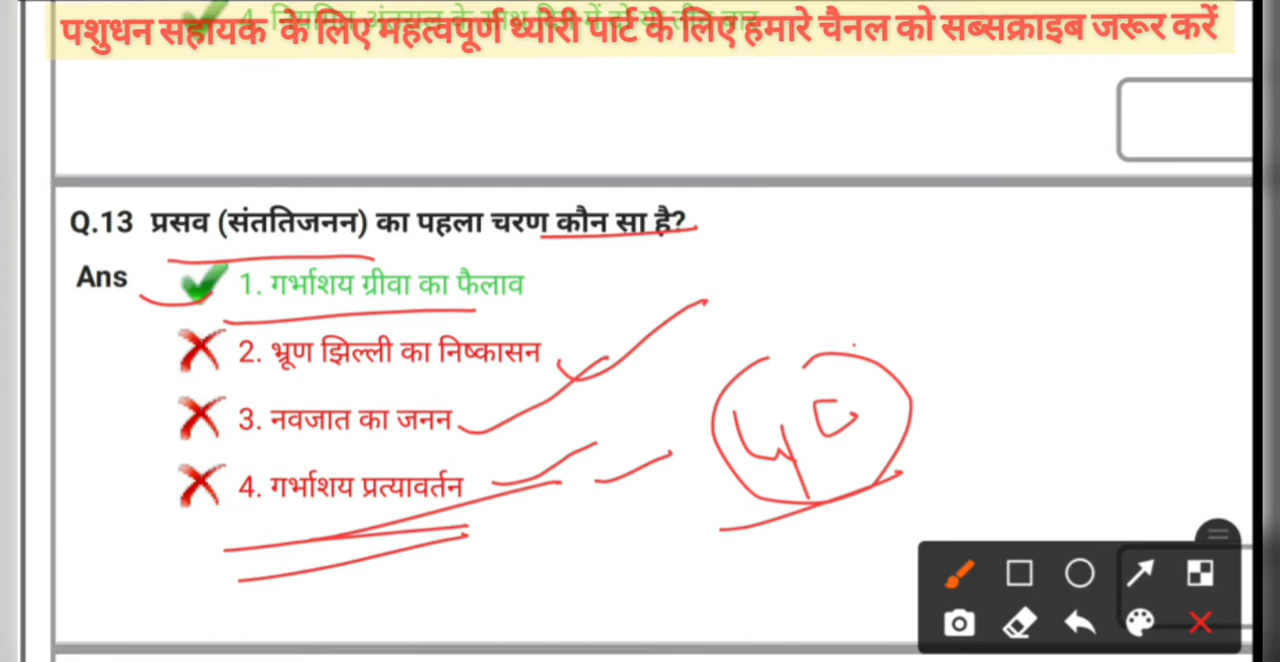 पशुधन सहायक के लिए महत्वपूर्ण थ्योरी पार्ट के लिए हमारे चैनल को सब्सक्राइब जरूर करें
Q.13 प्रसव (संततिजनन) का पहला चरण कौन सा है?
Ans 1. गर्भाशय ग्रीवा का फैलाव
2. भ्रूण झिल्ली का निष्कासन
3. नवजात का जनन
4. गर्भाशय प्रत्यावर्तन